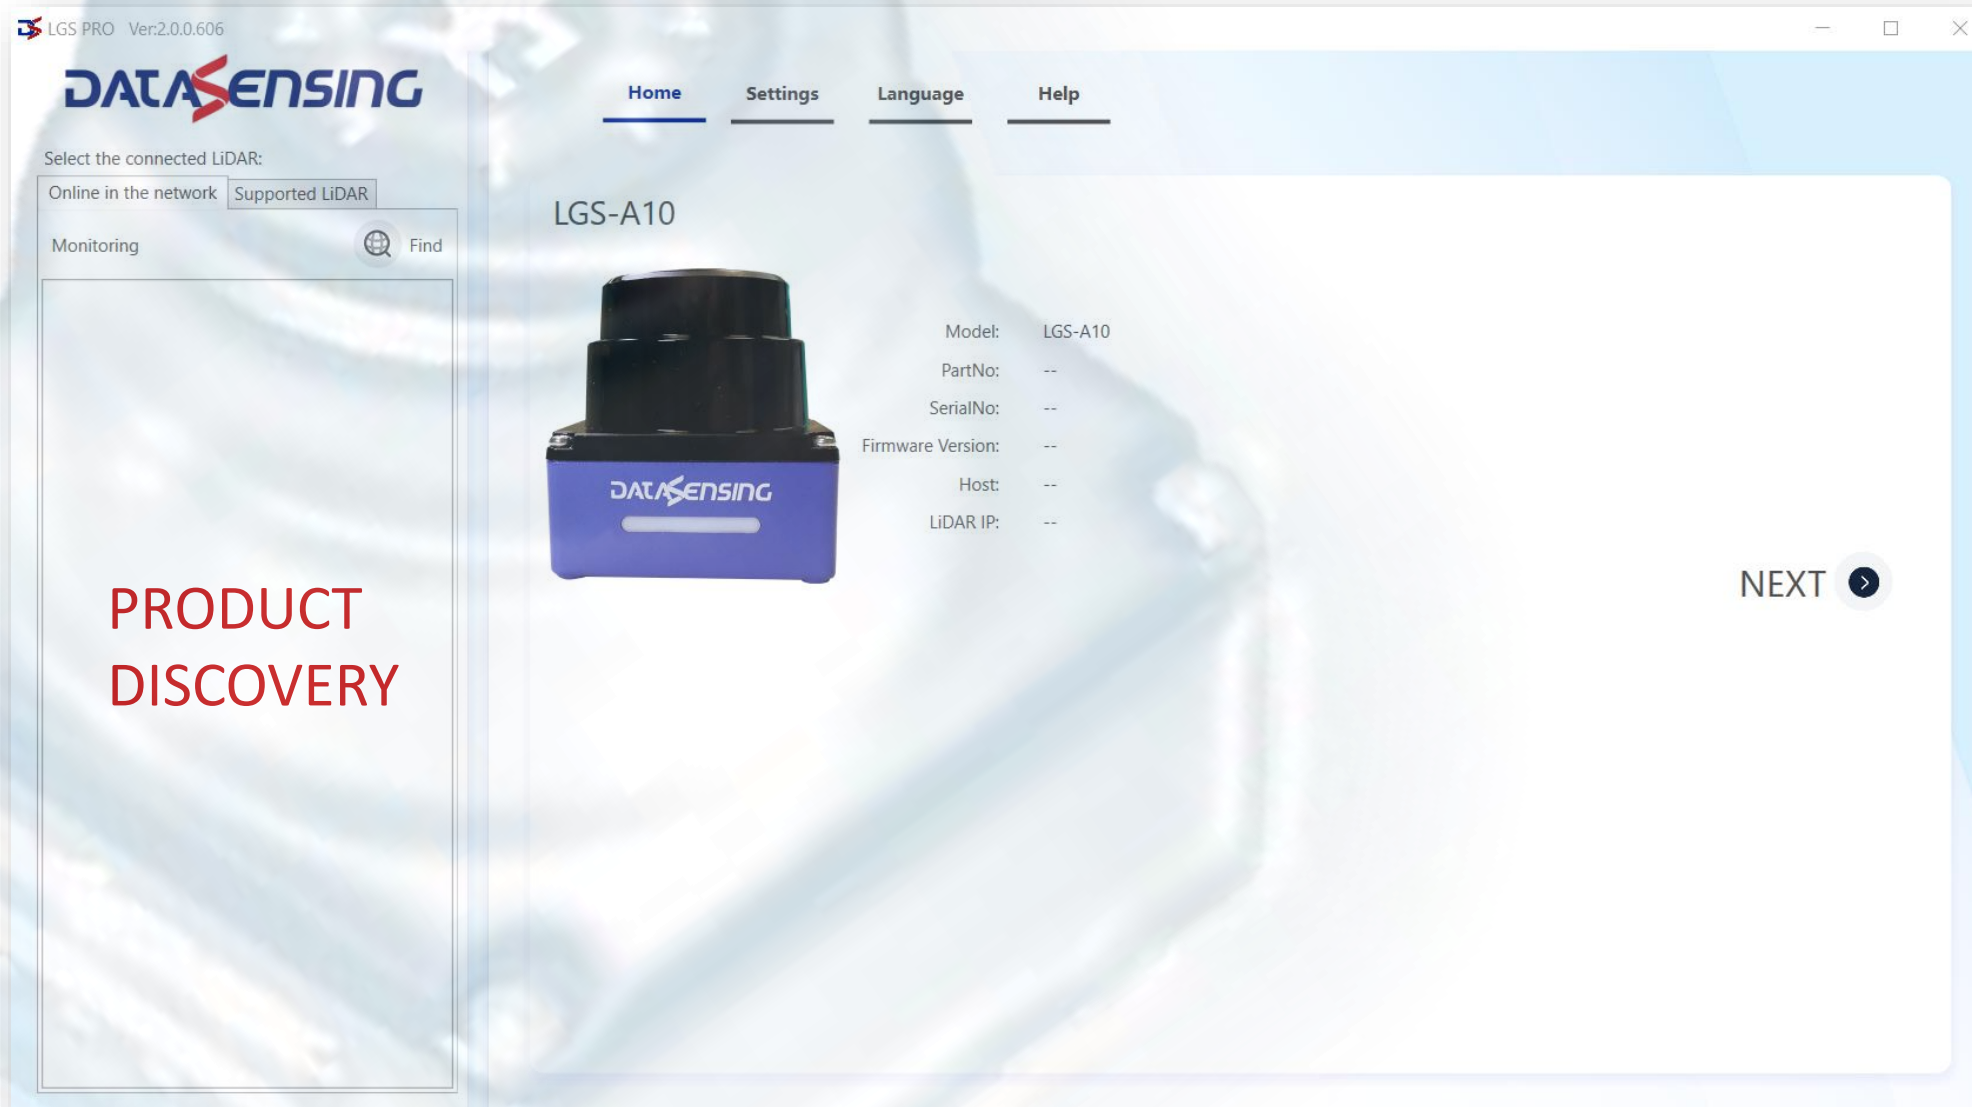 LGS PRO Ver:2.0.0.606
DATASENSING
Home Settings Language Help
Select the connected LiDAR:
Online in the network Supported LiDAR
Monitoring Find
PRODUCT
DISCOVERY
LGS-A10
DATASENSING
Model: LGS-A10
PartNo: --
SerialNo: --
Firmware Version: --
Host: --
LiDAR IP: --
NEXT